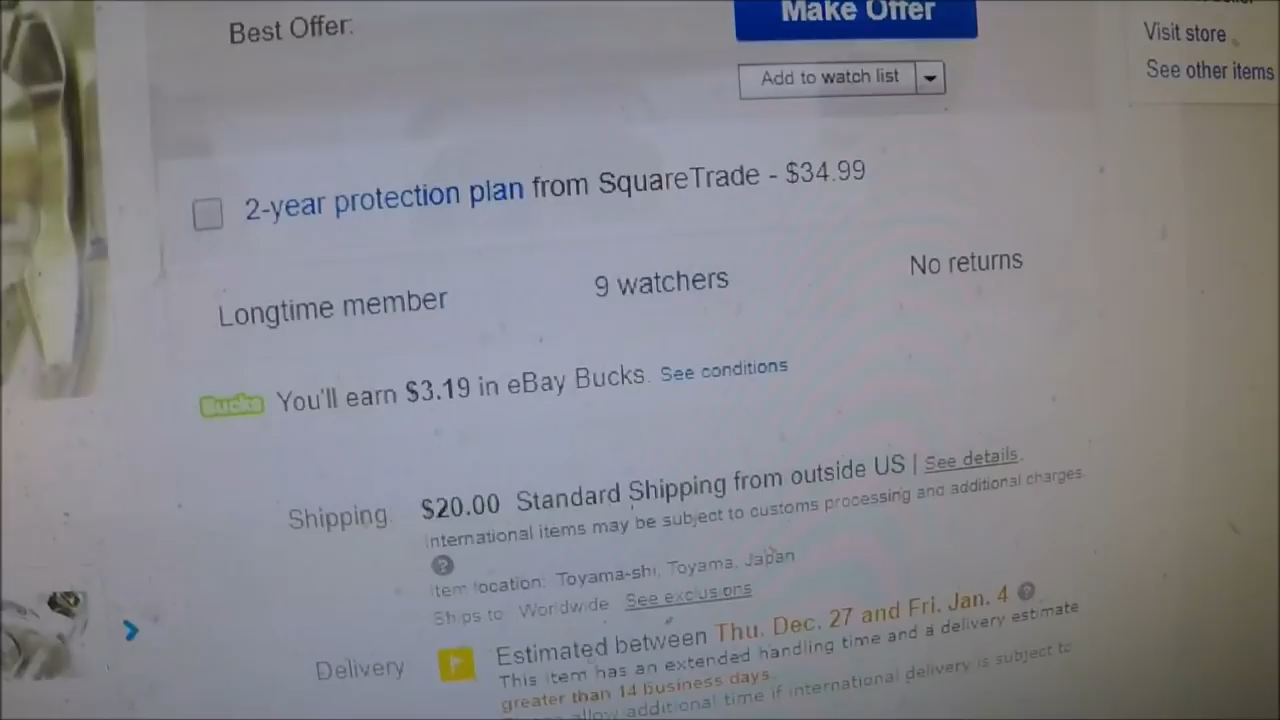 Best Offer:
Make Offer
Visit store
Add to watch list
See other items
2-year protection plan from SquareTrade - $34.99
Longtime member
9 watchers
No returns
Bucks You'll earn $3.19 in eBay Bucks. See conditions
Shipping: $20.00 Standard Shipping from outside US | See details.
International items may be subject to customs processing and additional charges.
Item location: Toyama-shi, Toyama, Japan
Ships to: Worldwide See exclusions
Delivery: Estimated between Thu. Dec. 27 and Fri. Jan. 4
This item has an extended handling time and a delivery estimate
greater than 14 business days.
allow additional time if international delivery is subject to